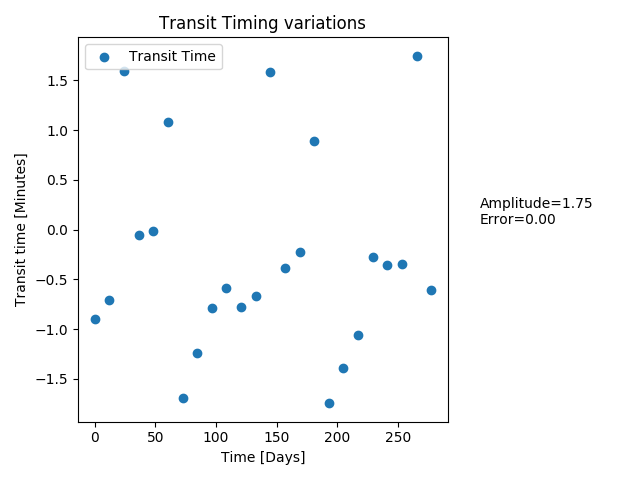 Transit Timing variations
Transit Time
1.5
1.0
0.5
0.0
−0.5
−1.0
−1.5
Transit time [Minutes]
Amplitude=1.75
Error=0.00
0 50 100 150 200 250
Time [Days]